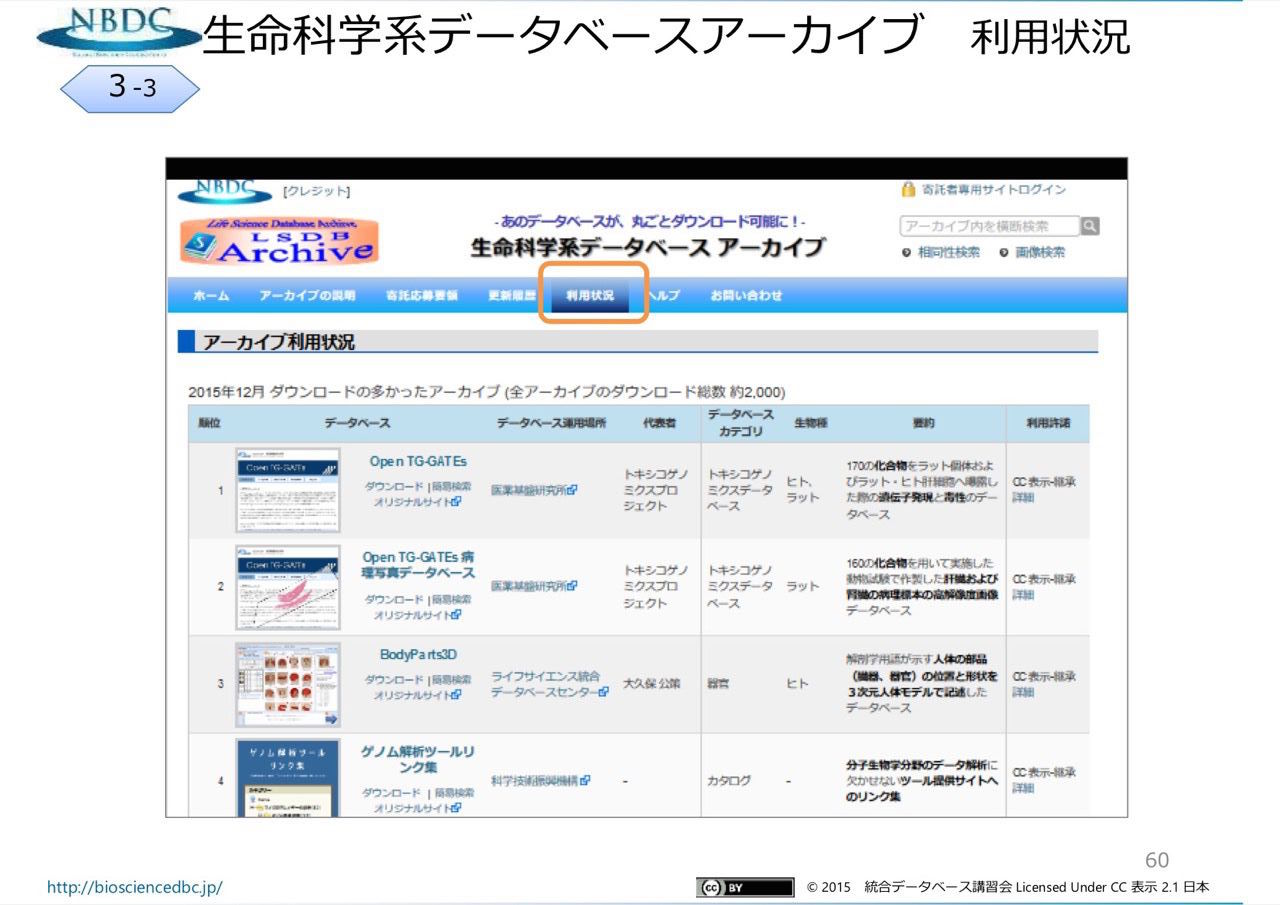 NBDC
生命科学系データベースアーカイブ　利用状況
3-3
NBDC
[クレジット]
寄託者専用サイトログイン
Life Science Database Archive
LSDB
Archive
-あのデータベースが、丸ごとダウンロード可能に！-
生命科学系データベース アーカイブ
アーカイブ内を横断検索
相同性検索　画像検索
ホーム　アーカイブの説明　寄託応募要領　更新履歴　利用状況　ヘルプ　お問い合わせ
アーカイブ利用状況
2015年12月 ダウンロードの多かったアーカイブ (全アーカイブのダウンロード総数 約2,000)
順位　データベース　データベース運用場所　代表者　データベース
カテゴリ　生物種　要約　利用許諾
1
Open TG-GATEs
Open TG-GATEs
ダウンロード | 簡易検索
オリジナルサイト
医薬基盤研究所
トキシコゲノ
ミクスプロ
ジェクト
トキシコゲノ
ミクスデータ
ベース
ヒト、
ラット
170の化合物をラット個体およ
びラット・ヒト肝細胞へ曝露し
た際の遺伝子発現と毒性のデー
タベース
CC 表示-継承
詳細
2
Open TG-GATEs
Open TG-GATEs 病
理写真データベース
ダウンロード | 簡易検索
オリジナルサイト
医薬基盤研究所
トキシコゲノ
ミクスプロ
ジェクト
トキシコゲノ
ミクスデータ
ベース
ラット
160の化合物を用いて実施した
動物試験で作製した肝臓および
腎臓の病理標本の高解像度画像
データベース
CC 表示-継承
詳細
3
BodyParts3D
ダウンロード | 簡易検索
オリジナルサイト
ライフサイエンス統合
データベースセンター
大久保 公策
器官
ヒト
解剖学用語が示す人体の部品
（臓器、器官）の位置と形状を
３次元人体モデルで記述した
データベース
CC 表示-継承
詳細
4
ゲノム解析ツール
リンク集
ゲノム解析ツールリ
ンク集
ダウンロード | 簡易検索
オリジナルサイト
科学技術振興機構
-
カタログ
-
分子生物学分野のデータ解析に
欠かせないツール提供サイトへ
のリンク集
CC 表示-継承
詳細
60
http://biosciencedbc.jp/
cc BY
© 2015　統合データベース講習会 Licensed Under CC 表示 2.1 日本